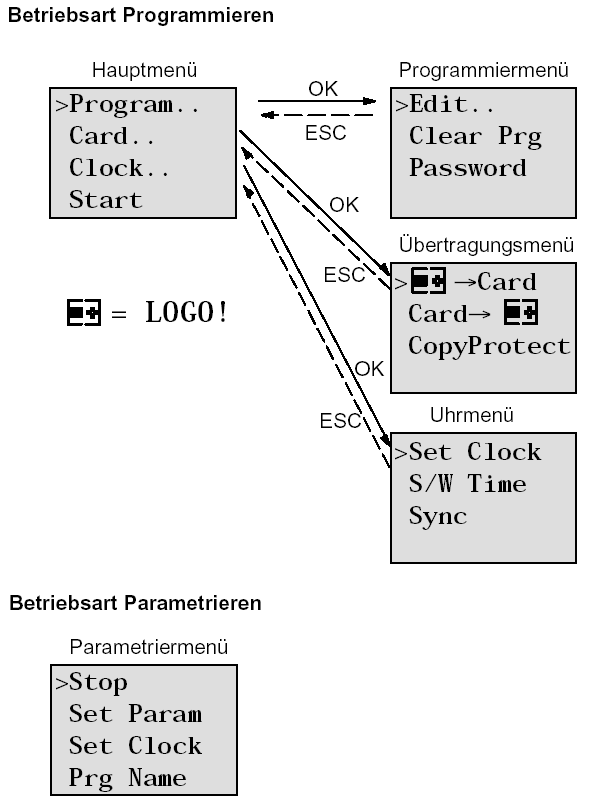 Betriebsart Programmieren
Hauptmenü
>Program..
Card..
Clock..
Start
OK
ESC
Programmiermenü
>Edit..
Clear Prg
Password
OK
ESC
Übertragungsmenü
> →Card
Card→
CopyProtect
= LOGO!
OK
ESC
Uhrmenü
>Set Clock
S/W Time
Sync
Betriebsart Parametrieren
Parametriermenü
>Stop
Set Param
Set Clock
Prg Name